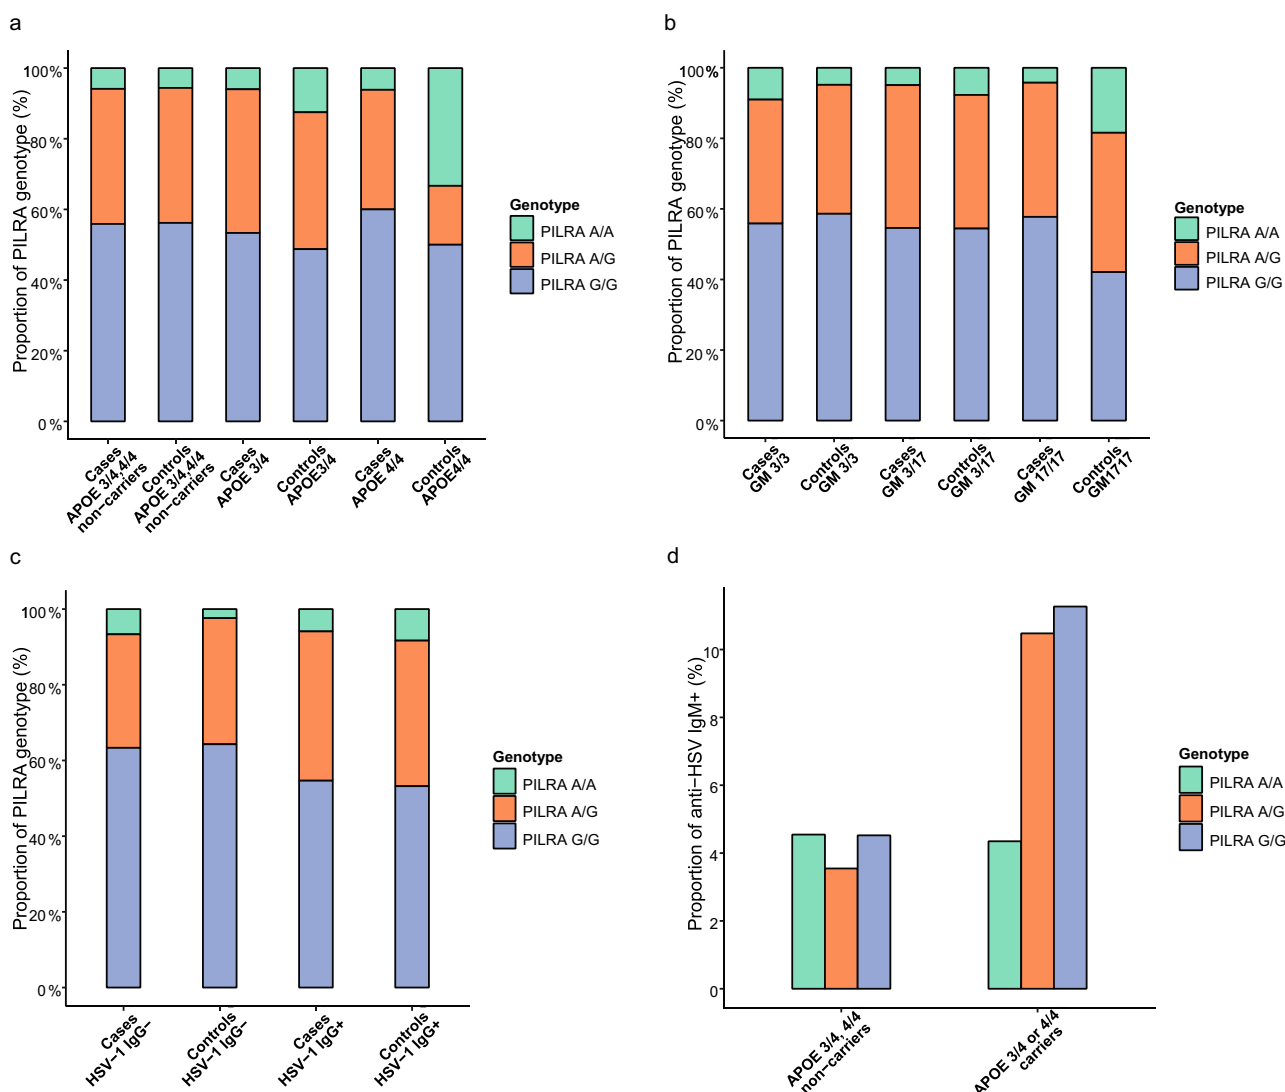 a
Proportion of PILRA genotype (%)
100%
80%
60%
40%
20%
0%
Cases
APOE 3/4,4/4
non−carriers
Controls
APOE 3/4,4/4
non−carriers
Cases
APOE 3/4
Controls
APOE3/4
Cases
APOE 4/4
Controls
APOE4/4
Genotype
PILRA A/A
PILRA A/G
PILRA G/G
b
Proportion of PILRA genotype (%)
100%
80%
60%
40%
20%
0%
Cases
GM 3/3
Controls
GM 3/3
Cases
GM 3/17
Controls
GM 3/17
Cases
GM 17/17
Controls
GM1717
Genotype
PILRA A/A
PILRA A/G
PILRA G/G
c
Proportion of PILRA genotype (%)
100%
80%
60%
40%
20%
0%
Cases
HSV−1 IgG−
Controls
HSV−1 IgG−
Cases
HSV−1 IgG+
Controls
HSV−1 IgG+
Genotype
PILRA A/A
PILRA A/G
PILRA G/G
d
Proportion of anti−HSV IgM+ (%)
10
8
6
4
2
0
APOE 3/4, 4/4
non−carriers
APOE 3/4 or 4/4
carriers
Genotype
PILRA A/A
PILRA A/G
PILRA G/G